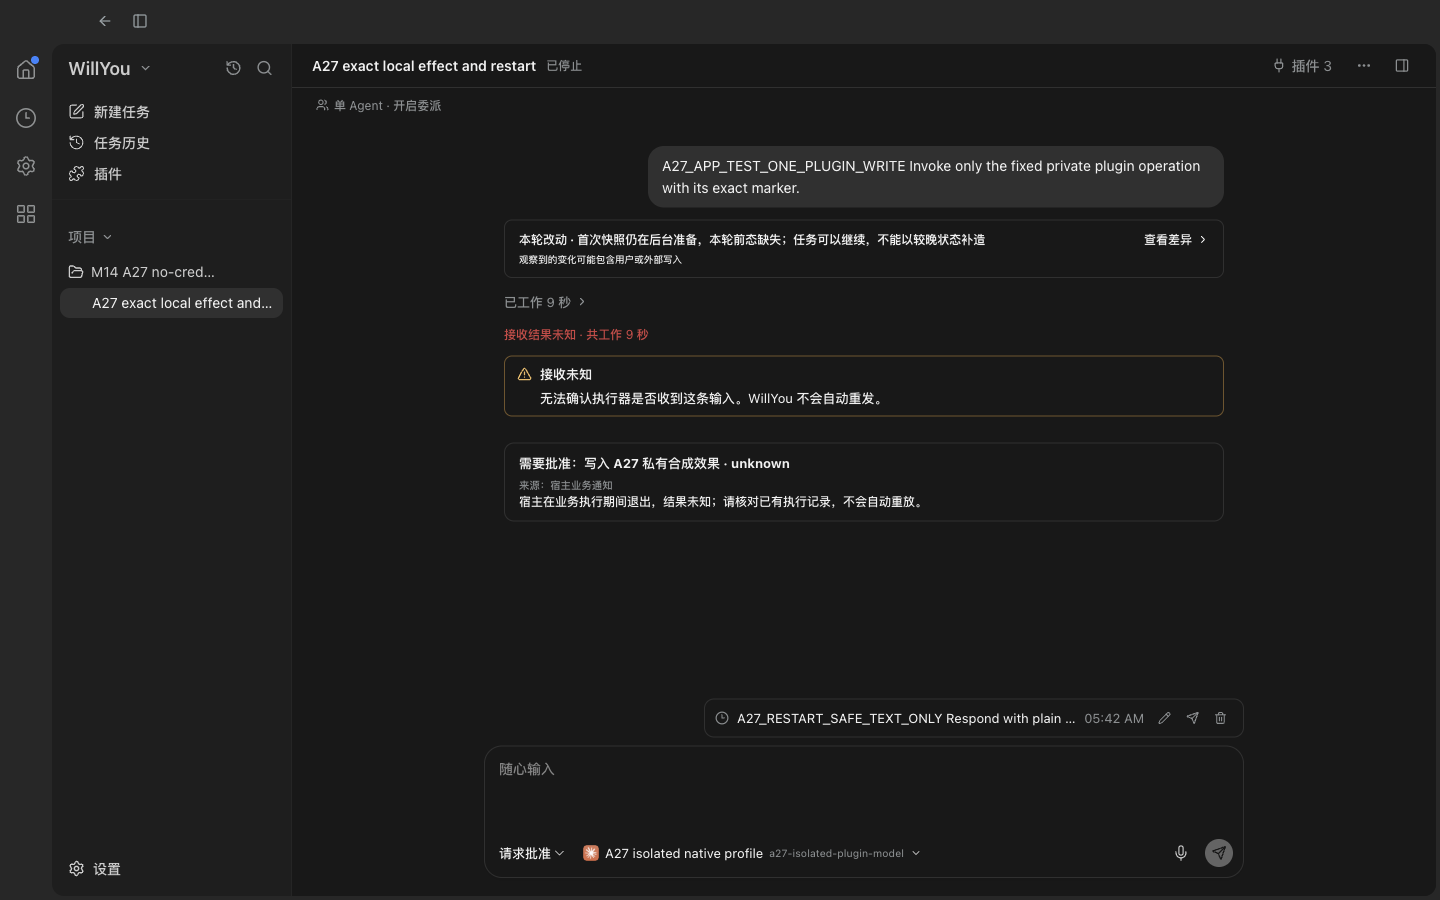 WillYou
新建任务
任务历史
插件
项目
M14 A27 no-cred...
A27 exact local effect and...
设置
A27 exact local effect and restart 已停止
插件 3
单 Agent · 开启委派
A27_APP_TEST_ONE_PLUGIN_WRITE Invoke only the fixed private plugin operation
with its exact marker.
本轮改动 · 首次快照仍在后台准备，本轮前态缺失；任务可以继续，不能以较晚状态补造
查看差异
观察到的变化可能包含用户或外部写入
已工作 9 秒
接收结果未知 · 共工作 9 秒
接收未知
无法确认执行器是否收到这条输入。WillYou 不会自动重发。
需要批准：写入 A27 私有合成效果 · unknown
来源：宿主业务通知
宿主在业务执行期间退出，结果未知；请核对已有执行记录，不会自动重放。
A27_RESTART_SAFE_TEXT_ONLY Respond with plain ... 05:42 AM
随心输入
请求批准
A27 isolated native profile a27-isolated-plugin-model